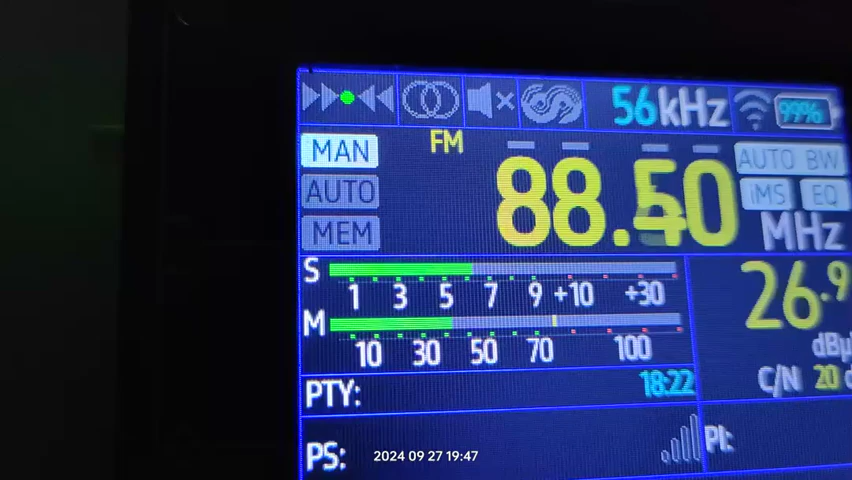 56kHz 99%
MAN FM AUTO BW
AUTO 88.50 iMS EQ
MEM MHz
S
1 3 5 7 9 +10 +30
26.9
M
10 30 50 70 100
dBµ
C/N 20
PTY: 18:22
PS: PI:
2024 09 27 19:47